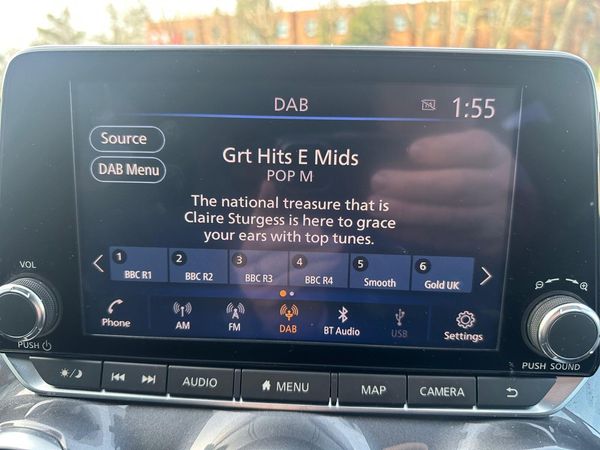 DAB
1:55
Source
DAB Menu
Grt Hits E Mids
POP M
The national treasure that is
Claire Sturgess is here to grace
your ears with top tunes.
1 2 3 4 5 6
BBC R1 BBC R2 BBC R3 BBC R4 Smooth Gold UK
Phone AM FM DAB BT Audio USB Settings
VOL
PUSH
PUSH SOUND
AUDIO MENU MAP CAMERA